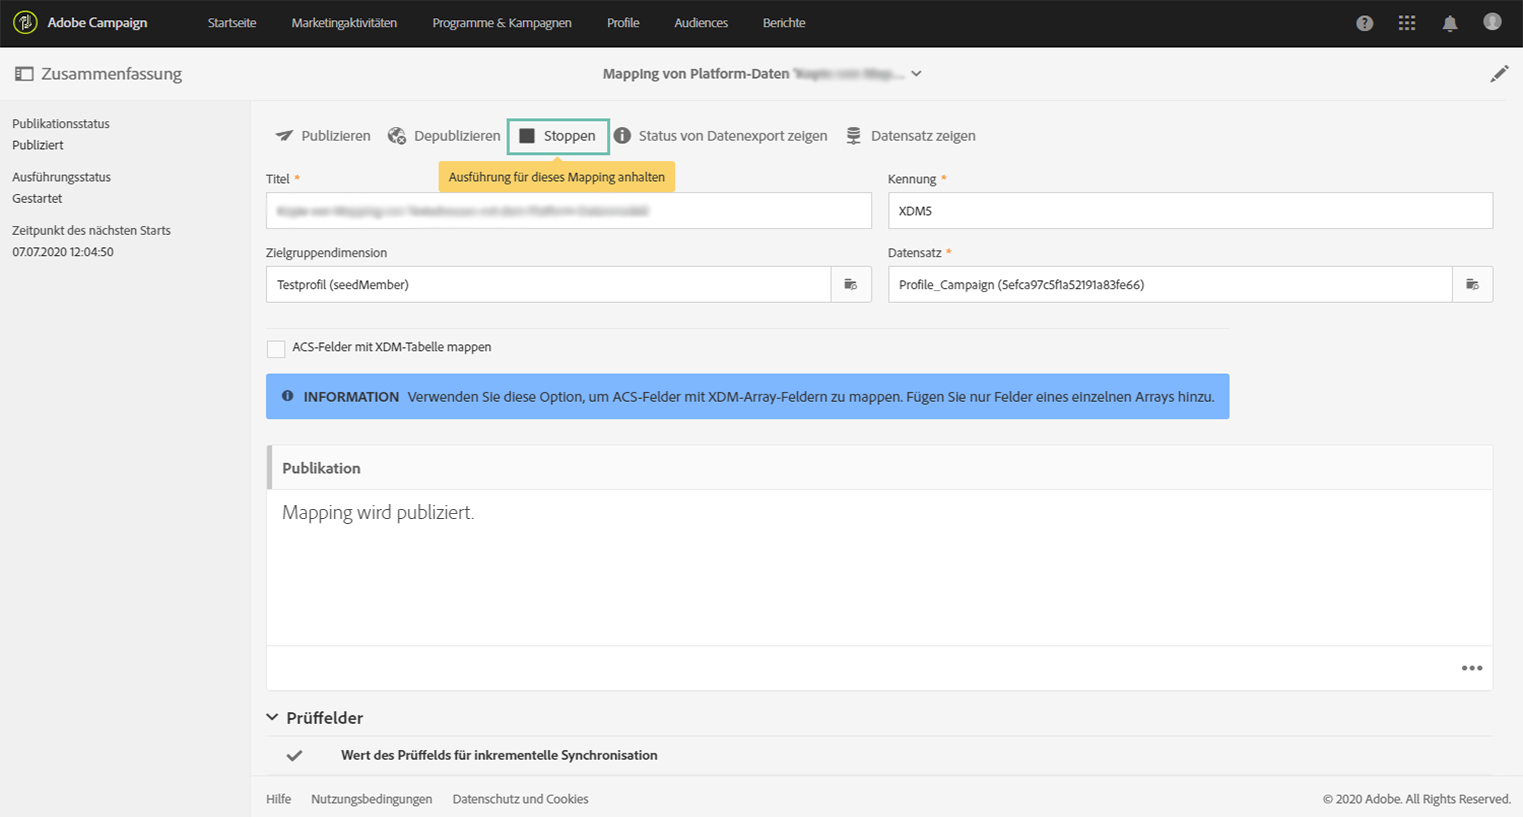 Adobe Campaign Startseite Marketingaktivitäten Programme & Kampagnen Profile Audiences Berichte
Zusammenfassung
Mapping von Platform-Daten
Publikationsstatus
Publiziert
Ausführungsstatus
Gestartet
Zeitpunkt des nächsten Starts
07.07.2020 12:04:50
Publizieren Depublizieren Stoppen Status von Datenexport zeigen Datensatz zeigen
Ausführung für dieses Mapping anhalten
Titel *
Kennung *
XDM5
Zielgruppendimension
Testprofil (seedMember)
Datensatz *
Profile_Campaign (5efca97c5f1a52191a83fe66)
ACS-Felder mit XDM-Tabelle mappen
INFORMATION Verwenden Sie diese Option, um ACS-Felder mit XDM-Array-Feldern zu mappen. Fügen Sie nur Felder eines einzelnen Arrays hinzu.
Publikation
Mapping wird publiziert.
Prüffelder
Wert des Prüffelds für inkrementelle Synchronisation
Hilfe Nutzungsbedingungen Datenschutz und Cookies
© 2020 Adobe. All Rights Reserved.